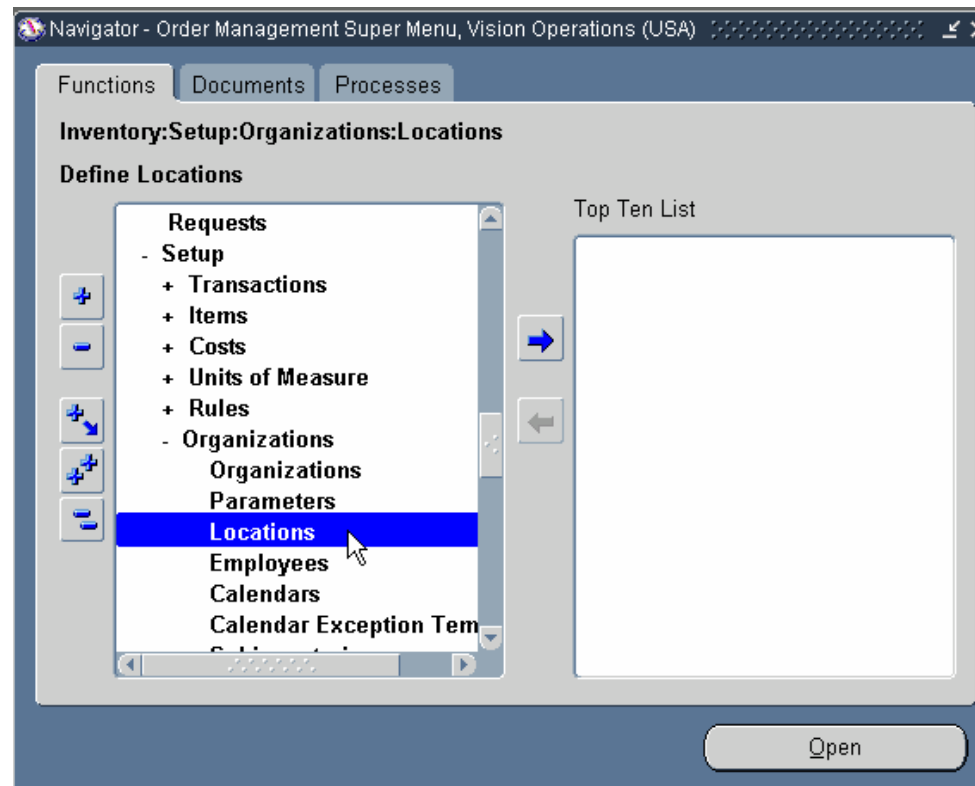 Navigator - Order Management Super Menu, Vision Operations (USA)
Functions Documents Processes
Inventory:Setup:Organizations:Locations
Define Locations
Top Ten List
Requests
- Setup
+ Transactions
+ Items
+ Costs
+ Units of Measure
+ Rules
- Organizations
Organizations
Parameters
Locations
Employees
Calendars
Calendar Exception Tem
Open